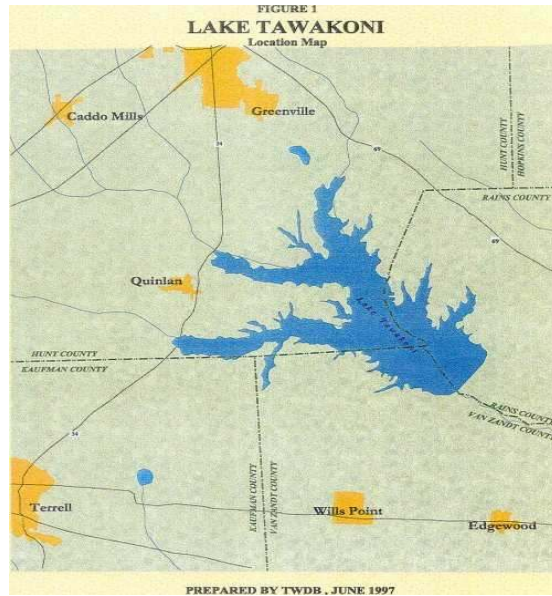 FIGURE 1
LAKE TAWAKONI
Location Map
Caddo Mills
Greenville
34
69
HUNT COUNTY
HOPKINS COUNTY
RAINS COUNTY
69
Quinlan
Lake Tawakoni
HUNT COUNTY
KAUFMAN COUNTY
RAINS COUNTY
VAN ZANDT COUNTY
34
KAUFMAN COUNTY
VAN ZANDT COUNTY
Terrell
Wills Point
Edgewood
PREPARED BY TWDB , JUNE 1997